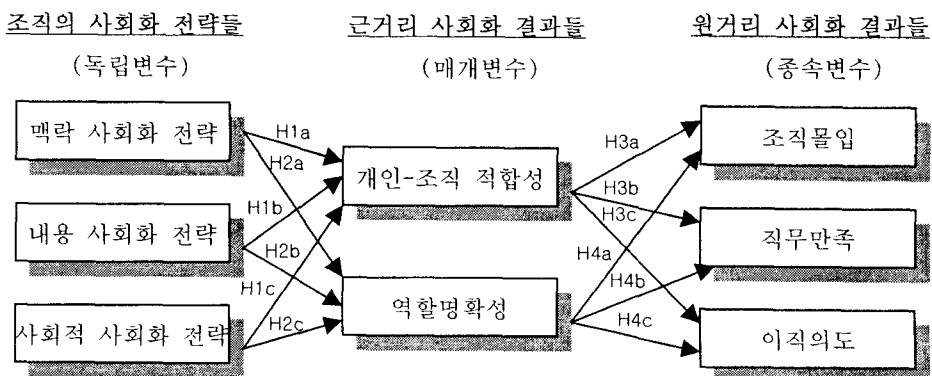 조직의 사회화 전략들
(독립변수)
맥락 사회화 전략
내용 사회화 전략
사회적 사회화 전략
H1a
H2a
H1b
H2b
H1c
H2c
근거리 사회화 결과들
(매개변수)
개인-조직 적합성
역할명확성
H3a
H3b
H3c
H4a
H4b
H4c
원거리 사회화 결과들
(종속변수)
조직몰입
직무만족
이직의도